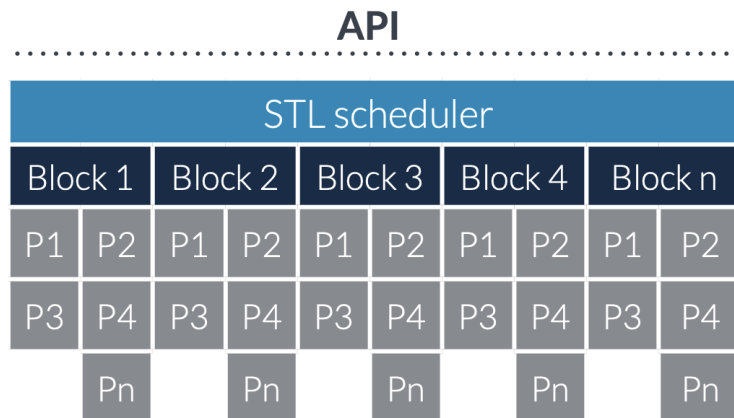 API
STL scheduler
Block 1 Block 2 Block 3 Block 4 Block n
P1 P2 P1 P2 P1 P2 P1 P2 P1 P2
P3 P4 P3 P4 P3 P4 P3 P4 P3 P4
Pn Pn Pn Pn Pn